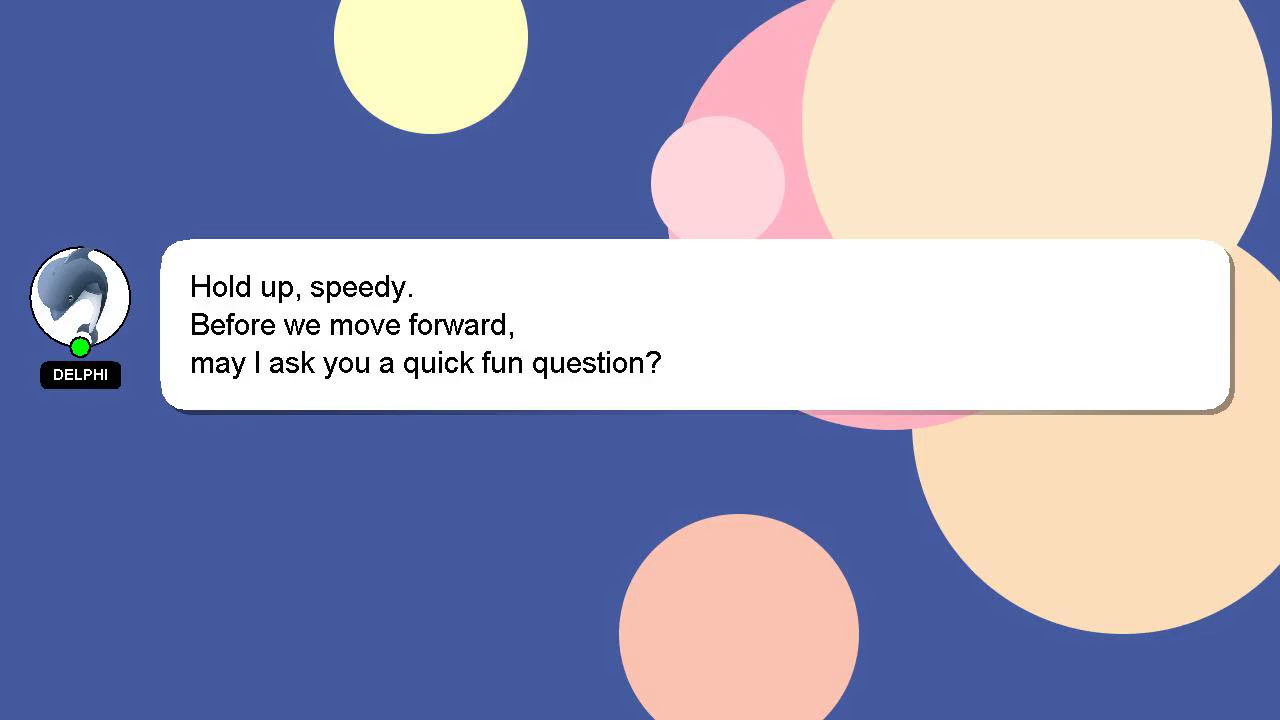 Hold up, speedy.
Before we move forward,
may I ask you a quick fun question?
DELPHI